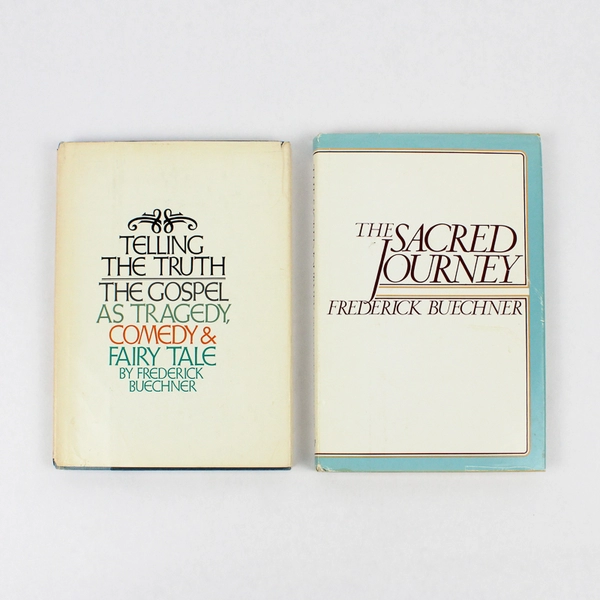 TELLING
THE TRUTH
THE GOSPEL
AS TRAGEDY,
COMEDY &
FAIRY TALE
BY FREDERICK
BUECHNER
THE SACRED
JOURNEY
FREDERICK BUECHNER